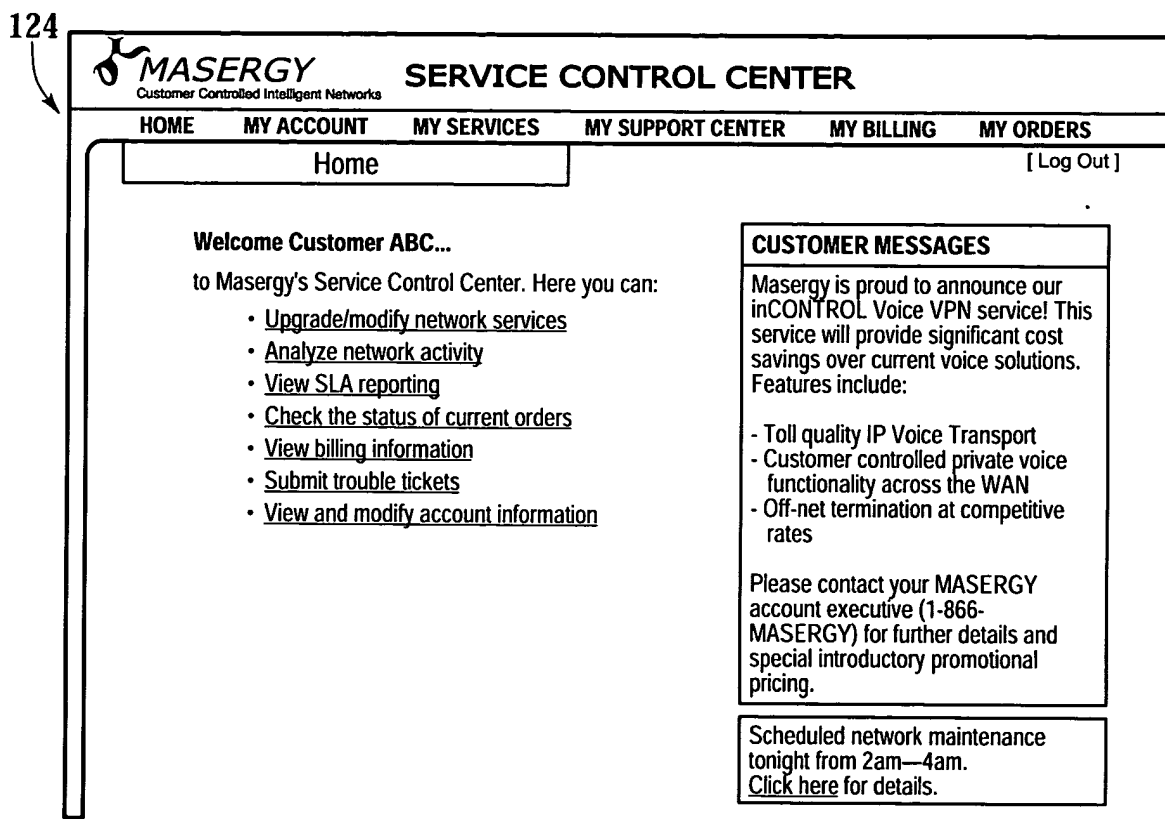 124
MASERGY
Customer Controlled Intelligent Networks
SERVICE CONTROL CENTER
HOME MY ACCOUNT MY SERVICES MY SUPPORT CENTER MY BILLING MY ORDERS
Home
[ Log Out ]
Welcome Customer ABC...
to Masergy's Service Control Center. Here you can:
• Upgrade/modify network services
• Analyze network activity
• View SLA reporting
• Check the status of current orders
• View billing information
• Submit trouble tickets
• View and modify account information
CUSTOMER MESSAGES
Masergy is proud to announce our
inCONTROL Voice VPN service! This
service will provide significant cost
savings over current voice solutions.
Features include:
- Toll quality IP Voice Transport
- Customer controlled private voice
functionality across the WAN
- Off-net termination at competitive
rates
Please contact your MASERGY
account executive (1-866-
MASERGY) for further details and
special introductory promotional
pricing.
Scheduled network maintenance
tonight from 2am—4am.
Click here for details.